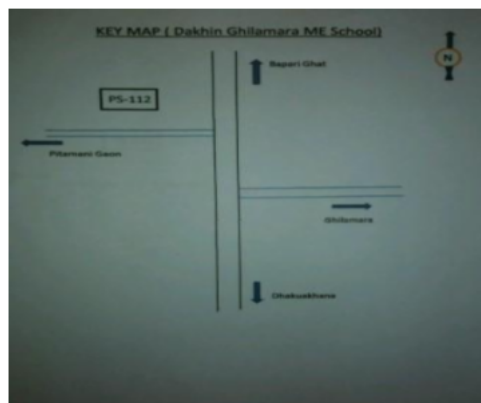 KEY MAP ( Dakhin Ghilamara ME School)
N
Bapari Ghat
PS-112
Pitamani Gaon
Ghilamara
Dhakuakhana